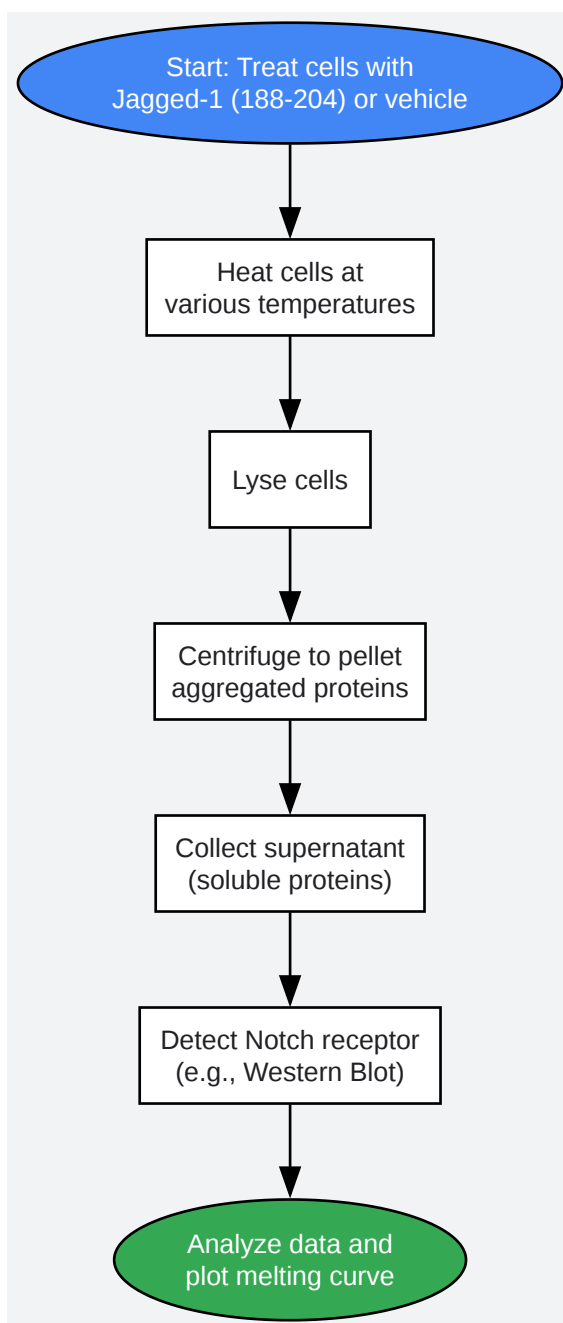 Start: Treat cells with
Jagged-1 (188-204) or vehicle
Heat cells at
various temperatures
Lyse cells
Centrifuge to pellet
aggregated proteins
Collect supernatant
(soluble proteins)
Detect Notch receptor
(e.g., Western Blot)
Analyze data and
plot melting curve